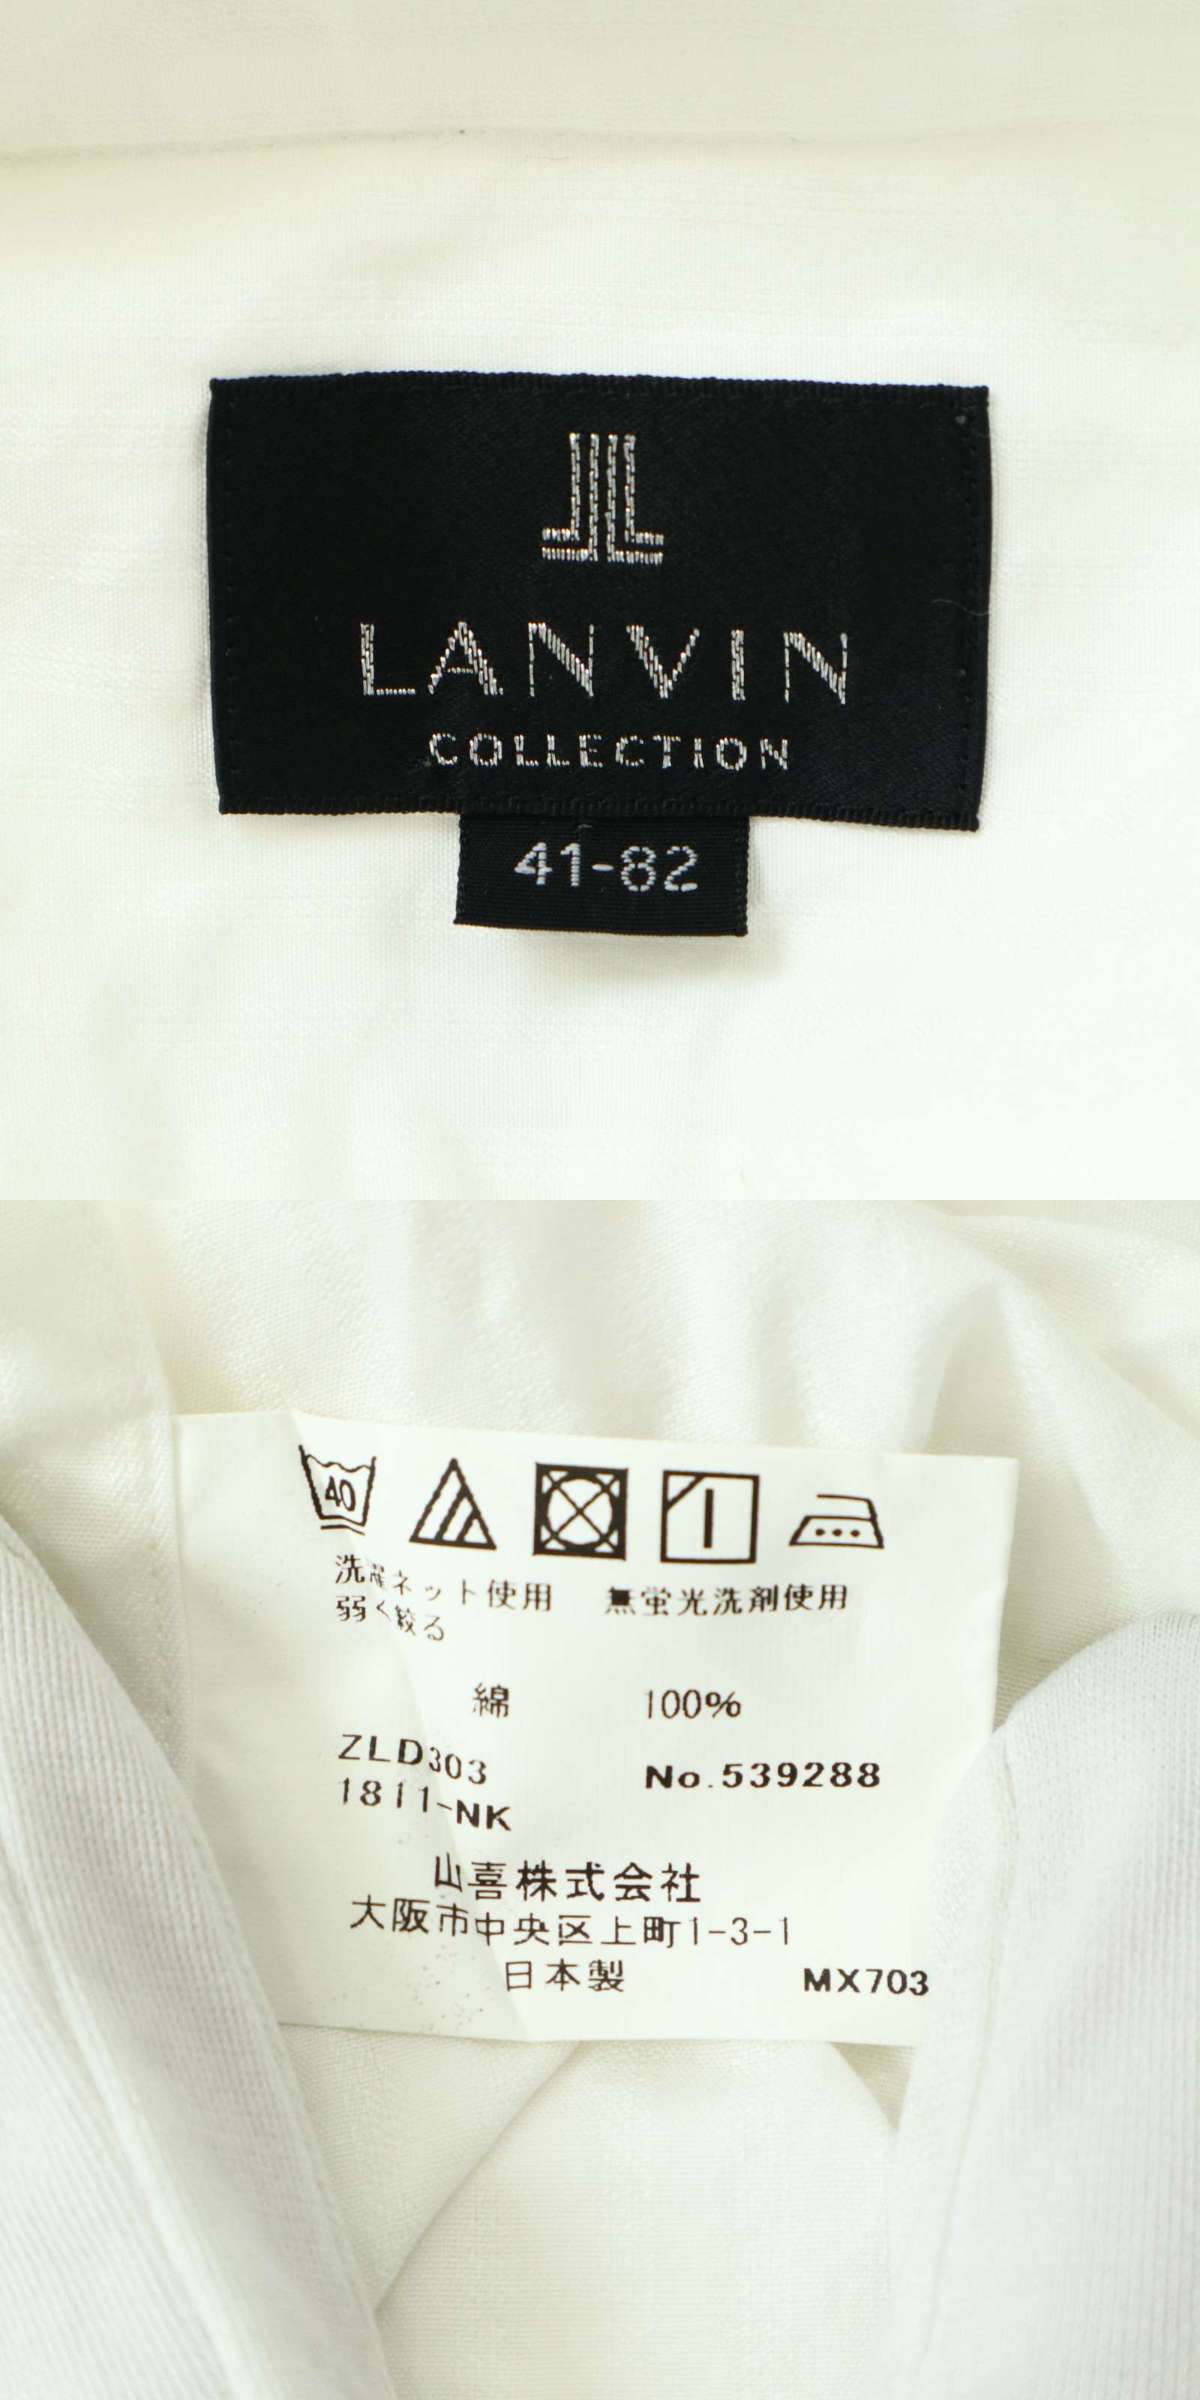 LANVIN
COLLECTION
41-82
40
洗濯ネット使用 無蛍光洗剤使用
弱く絞る
綿 100%
ZLD303 No.539288
1811-NK
山喜株式会社
大阪市中央区上町1-3-1
日本製 MX703